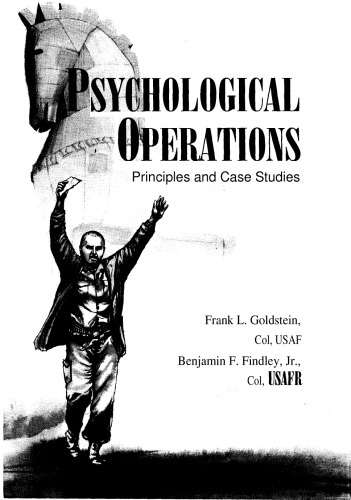 PSYCHOLOGICAL
OPERATIONS
Principles and Case Studies
Frank L. Goldstein,
Col, USAF
Benjamin F. Findley, Jr.,
Col, USAFR